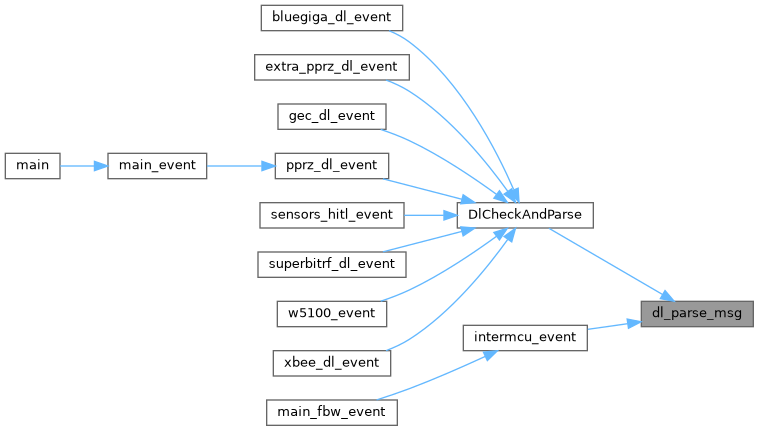 bluegiga_dl_event
extra_pprz_dl_event
gec_dl_event
main
main_event
pprz_dl_event
sensors_hitl_event
DlCheckAndParse
superbitrf_dl_event
w5100_event
dl_parse_msg
intermcu_event
xbee_dl_event
main_fbw_event